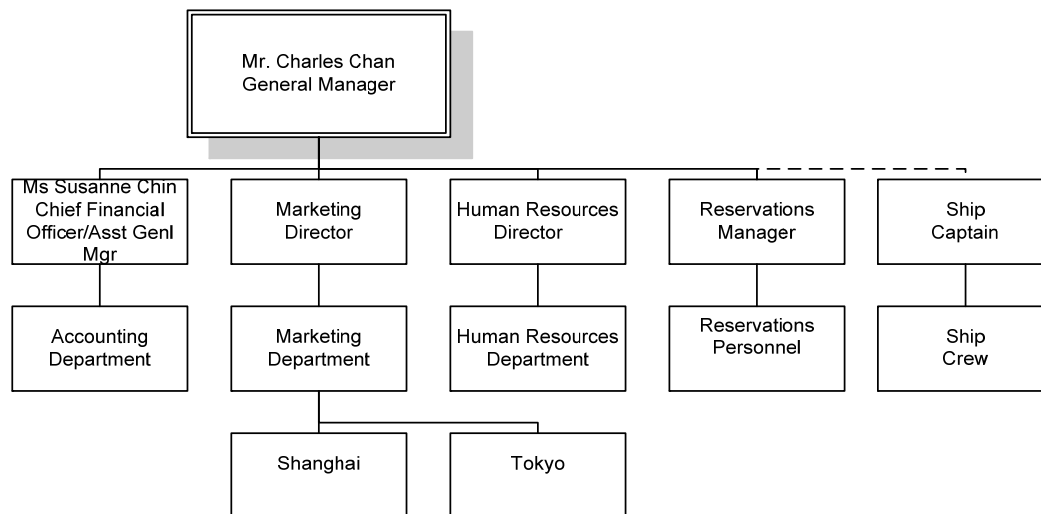 Mr. Charles Chan
General Manager
Ms Susanne Chin
Chief Financial
Officer/Asst Genl
Mgr
Marketing
Director
Human Resources
Director
Reservations
Manager
Ship
Captain
Accounting
Department
Marketing
Department
Human Resources
Department
Reservations
Personnel
Ship
Crew
Shanghai
Tokyo